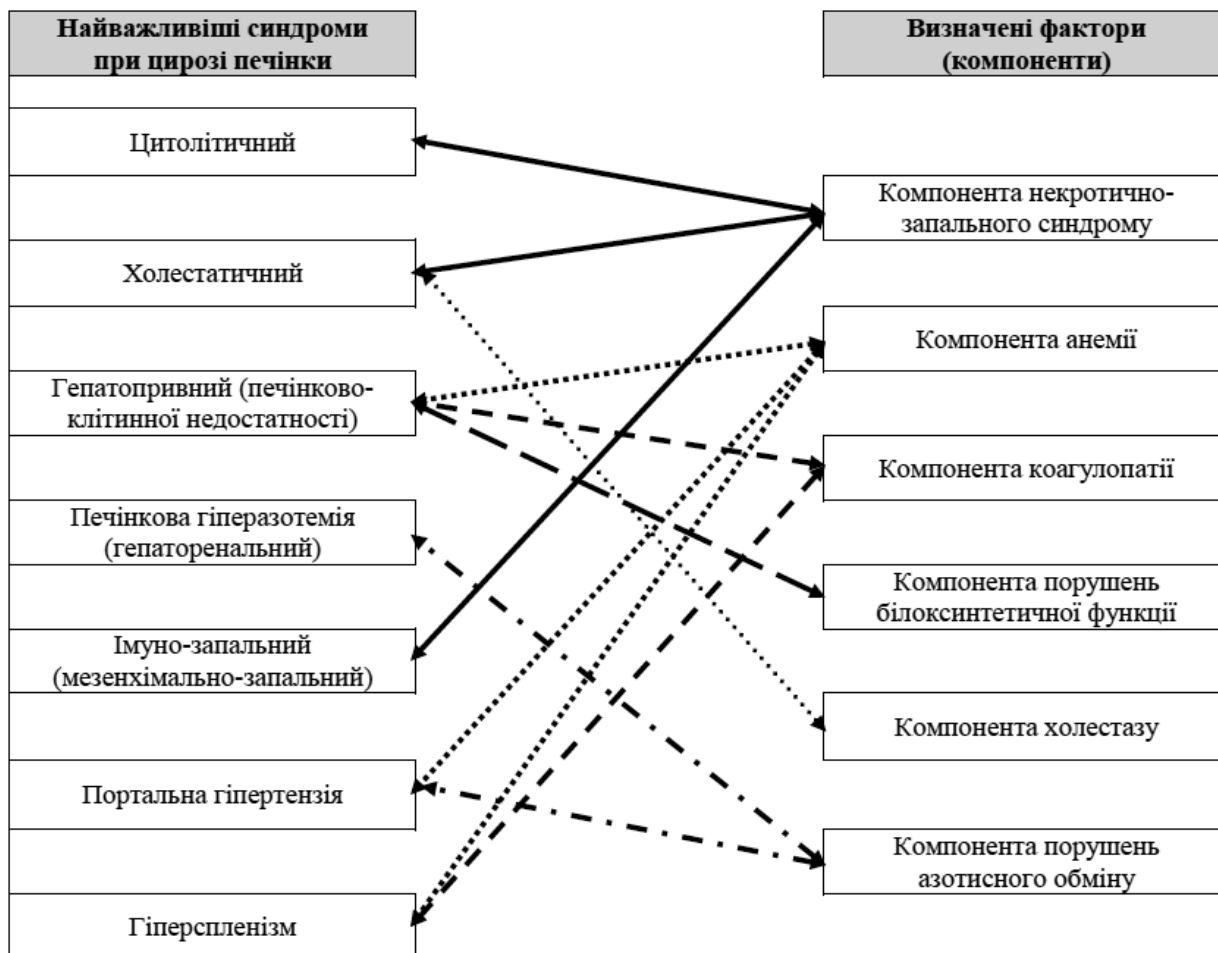 Найважливіші синдроми
при цирозі печінки
Визначені фактори
(компоненти)
Цитолітичний
Компонента некротично-
запального синдрому
Холестатичний
Компонента анемії
Гепатопривний (печінково-
клітинної недостатності)
Компонента коагулопатії
Печінкова гіперазотемія
(гепаторенальний)
Компонента порушень
білоксинтетичної функції
Імуно-запальний
(мезенхімально-запальний)
Компонента холестазу
Портальна гіпертензія
Компонента порушень
азотисного обміну
Гіперспленізм